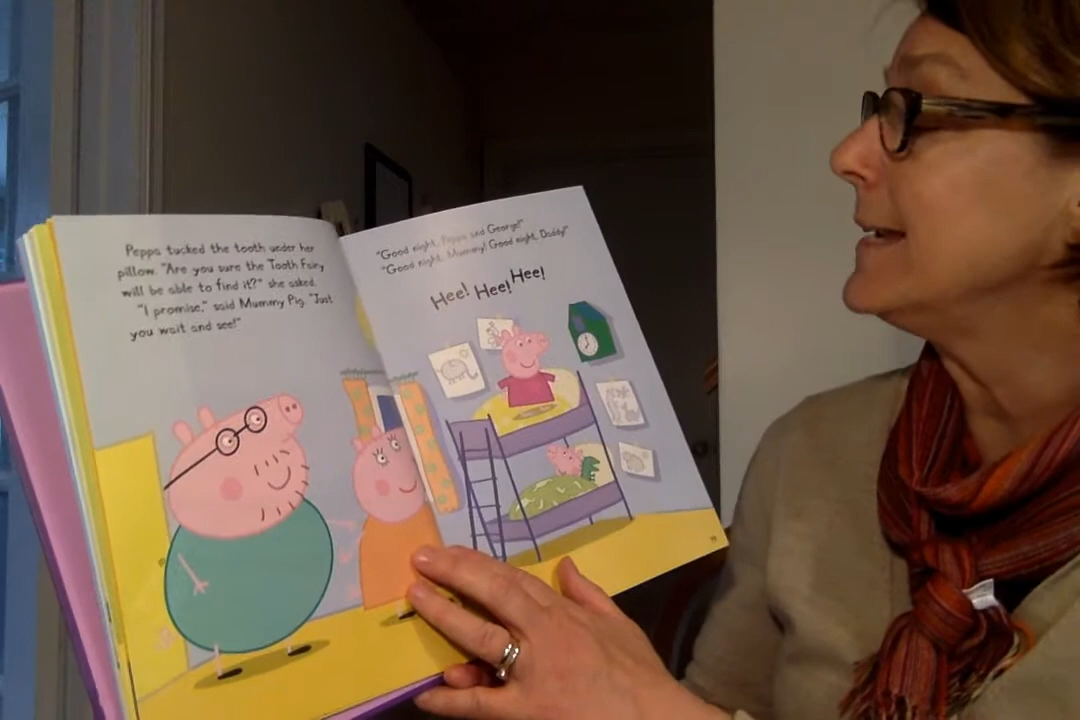 Peppa tucked the tooth under her
pillow. "Are you sure the Tooth Fairy
will be able to find it?" she asked.
"I promise," said Mummy Pig. "Just
you wait and see!"
"Good night, Peppa and George!"
"Good night, Mummy! Good night, Daddy!"
Hee! Hee! Hee!